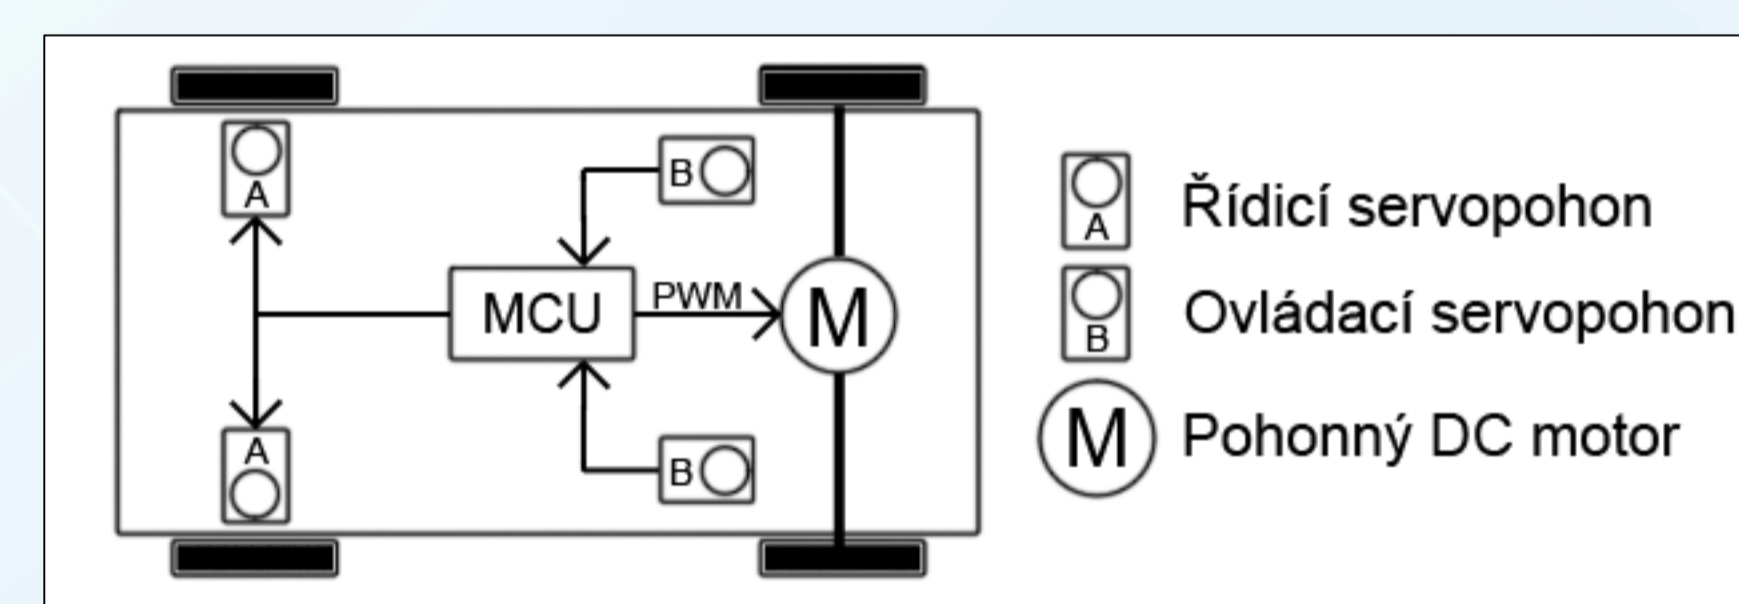 A
B
MCU
PWM
M
A
B
A
Řídicí servopohon
B
Ovládací servopohon
M
Pohonný DC motor